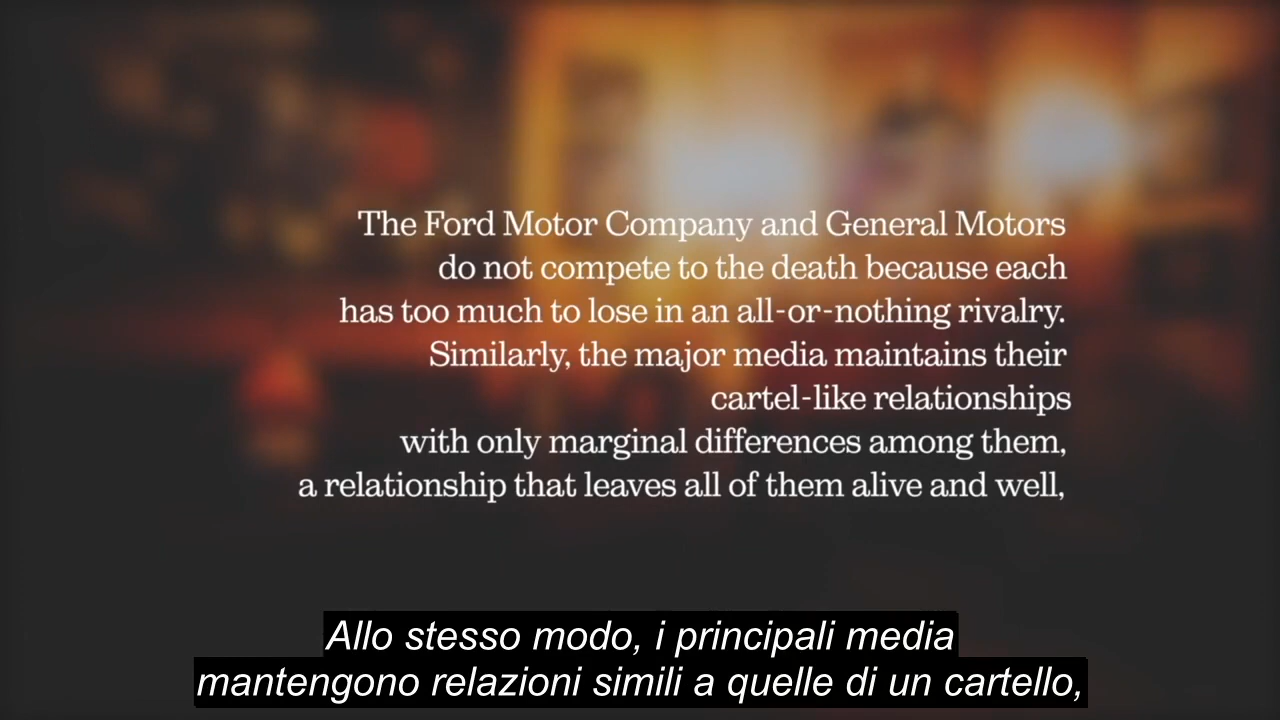 The Ford Motor Company and General Motors
do not compete to the death because each
has too much to lose in an all-or-nothing rivalry.
Similarly, the major media maintains their
cartel-like relationships
with only marginal differences among them,
a relationship that leaves all of them alive and well,
Allo stesso modo, i principali media
mantengono relazioni simili a quelle di un cartello,